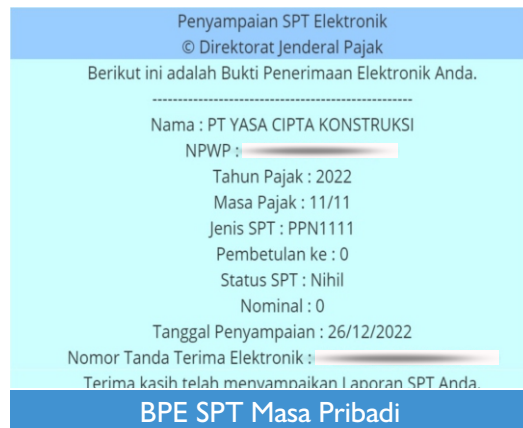 Penyampaian SPT Elektronik
© Direktorat Jenderal Pajak
Berikut ini adalah Bukti Penerimaan Elektronik Anda.
----------------------------------------------------
Nama : PT YASA CIPTA KONSTRUKSI
NPWP :
Tahun Pajak : 2022
Masa Pajak : 11/11
Jenis SPT : PPN1111
Pembetulan ke : 0
Status SPT : Nihil
Nominal : 0
Tanggal Penyampaian : 26/12/2022
Nomor Tanda Terima Elektronik :
Terima kasih telah menyampaikan Laporan SPT Anda.
BPE SPT Masa Pribadi